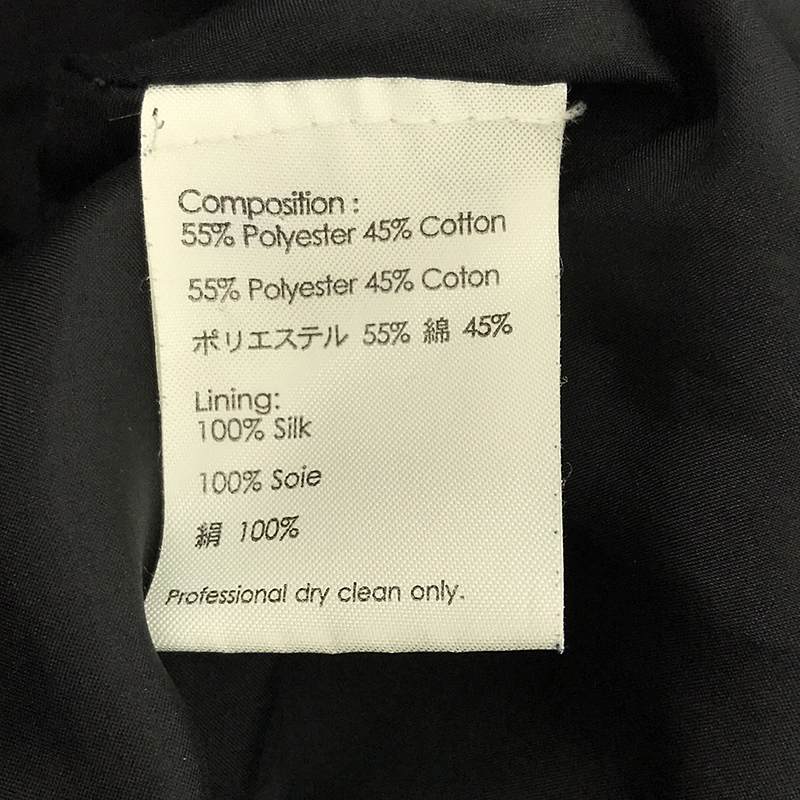 Composition :
55% Polyester 45% Cotton
55% Polyester 45% Coton
ポリエステル 55% 綿 45%
Lining:
100% Silk
100% Soie
絹 100%
Professional dry clean only.